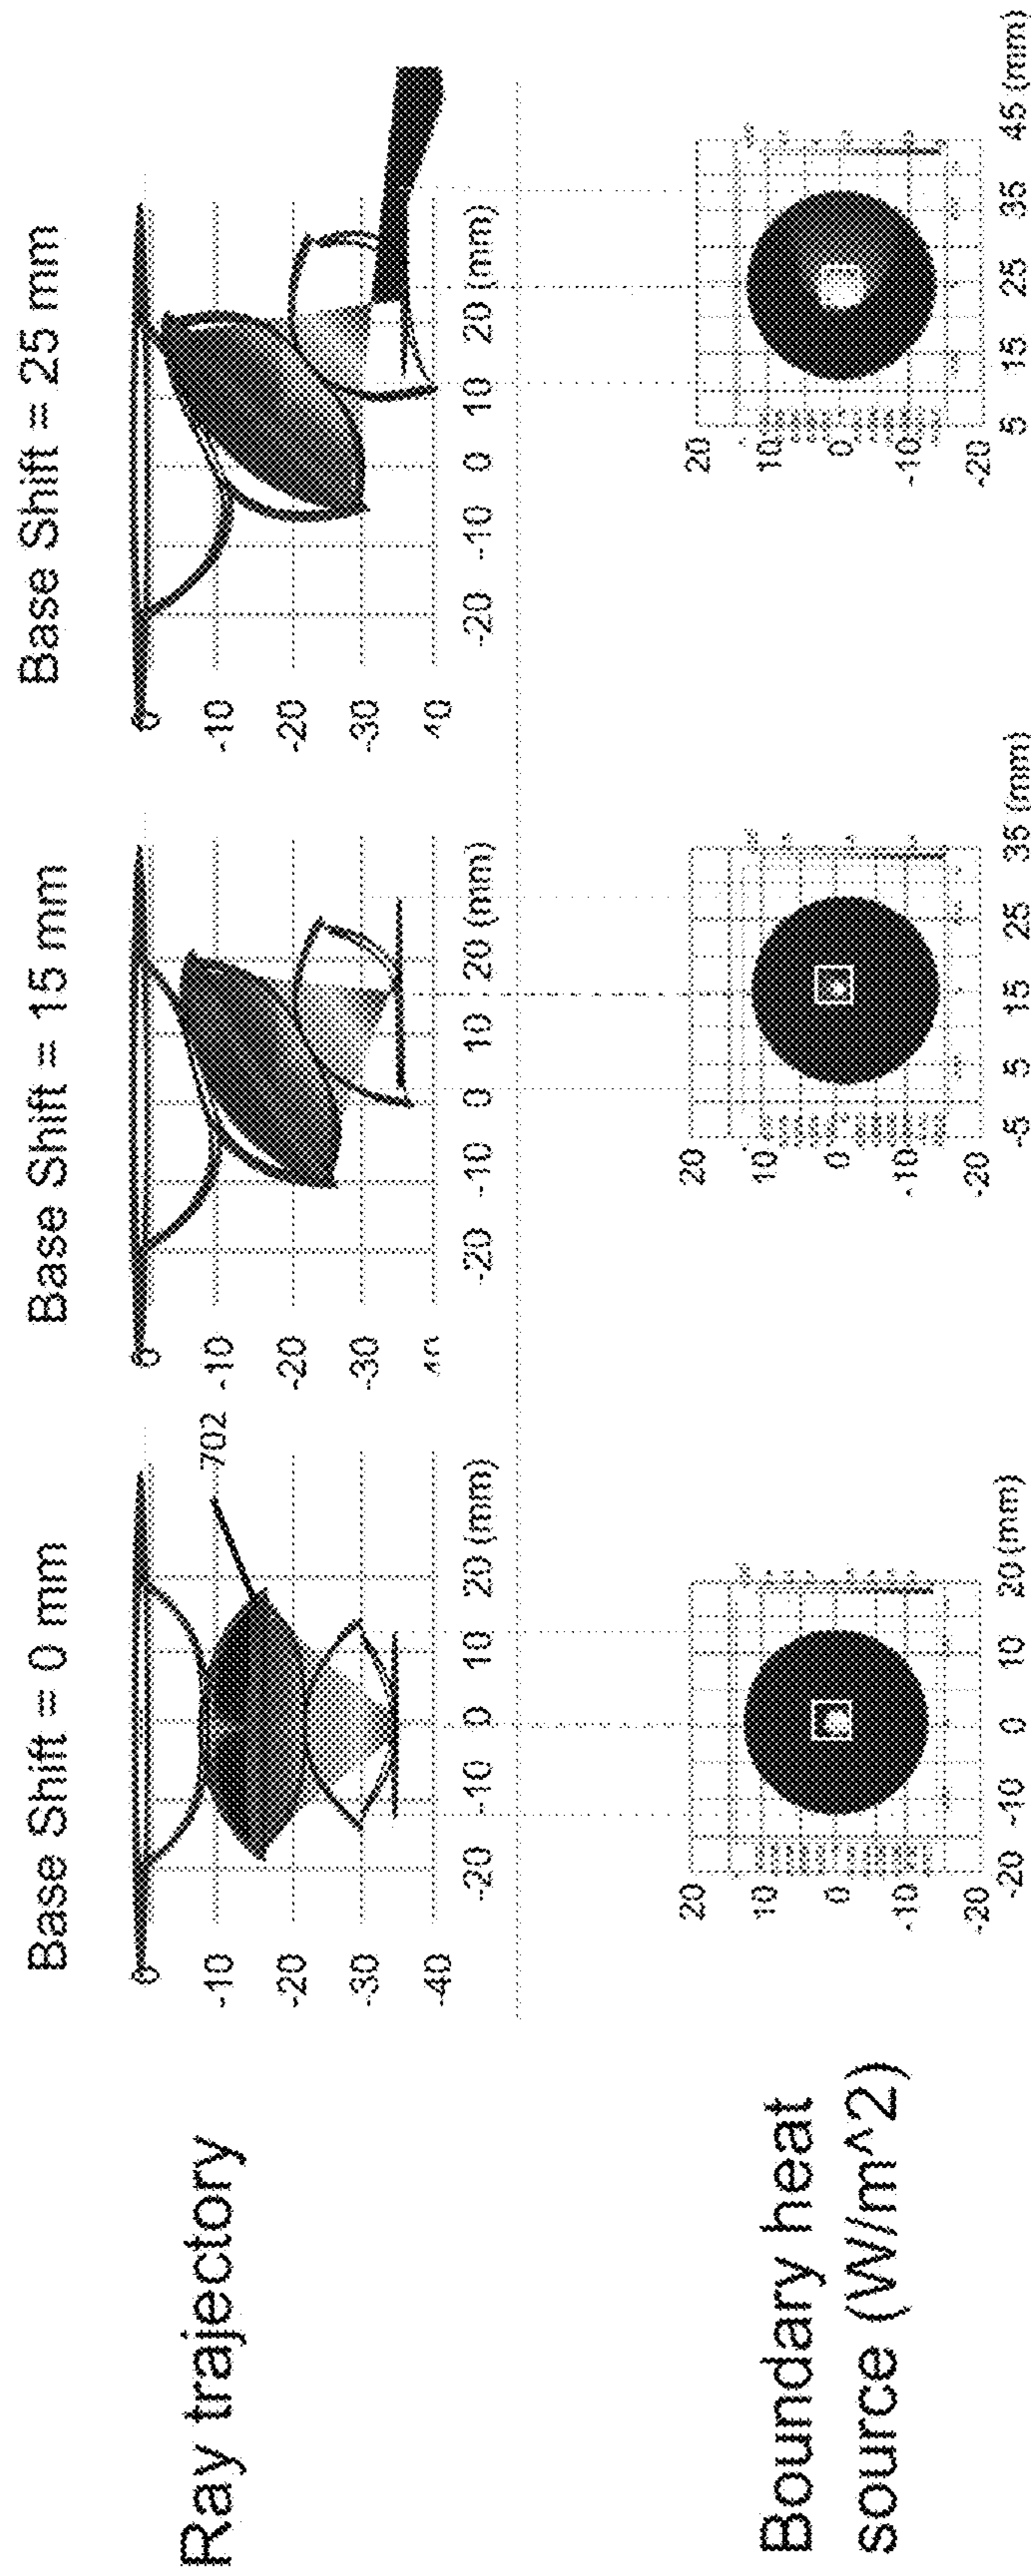 Base Shift = 0 mm
Base Shift = 15 mm
Base Shift = 25 mm
Ray trajectory
0
-10
-20
-30
-40
-20 -10 0 10 20 (mm)
702
0
-10
-20
-30
-20 -10 0 10 20 (mm)
0
-10
-20
-30
-20 -10 0 10 20 (mm)
Boundary heat
source (W/m^2)
20
10
0
-10
-20
-20 -10 0 10 20 (mm)
20
10
0
-10
-20
-5 5 15 25 35 (mm)
20
10
0
-10
-20
5 15 25 35 45 (mm)